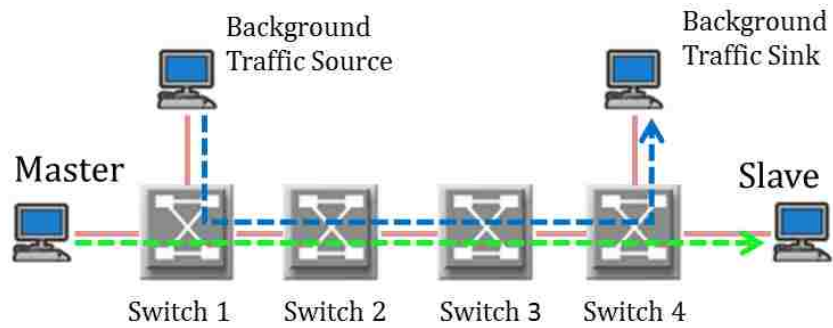 Background
Traffic Source
Background
Traffic Sink
Master
Slave
Switch 1
Switch 2
Switch 3
Switch 4